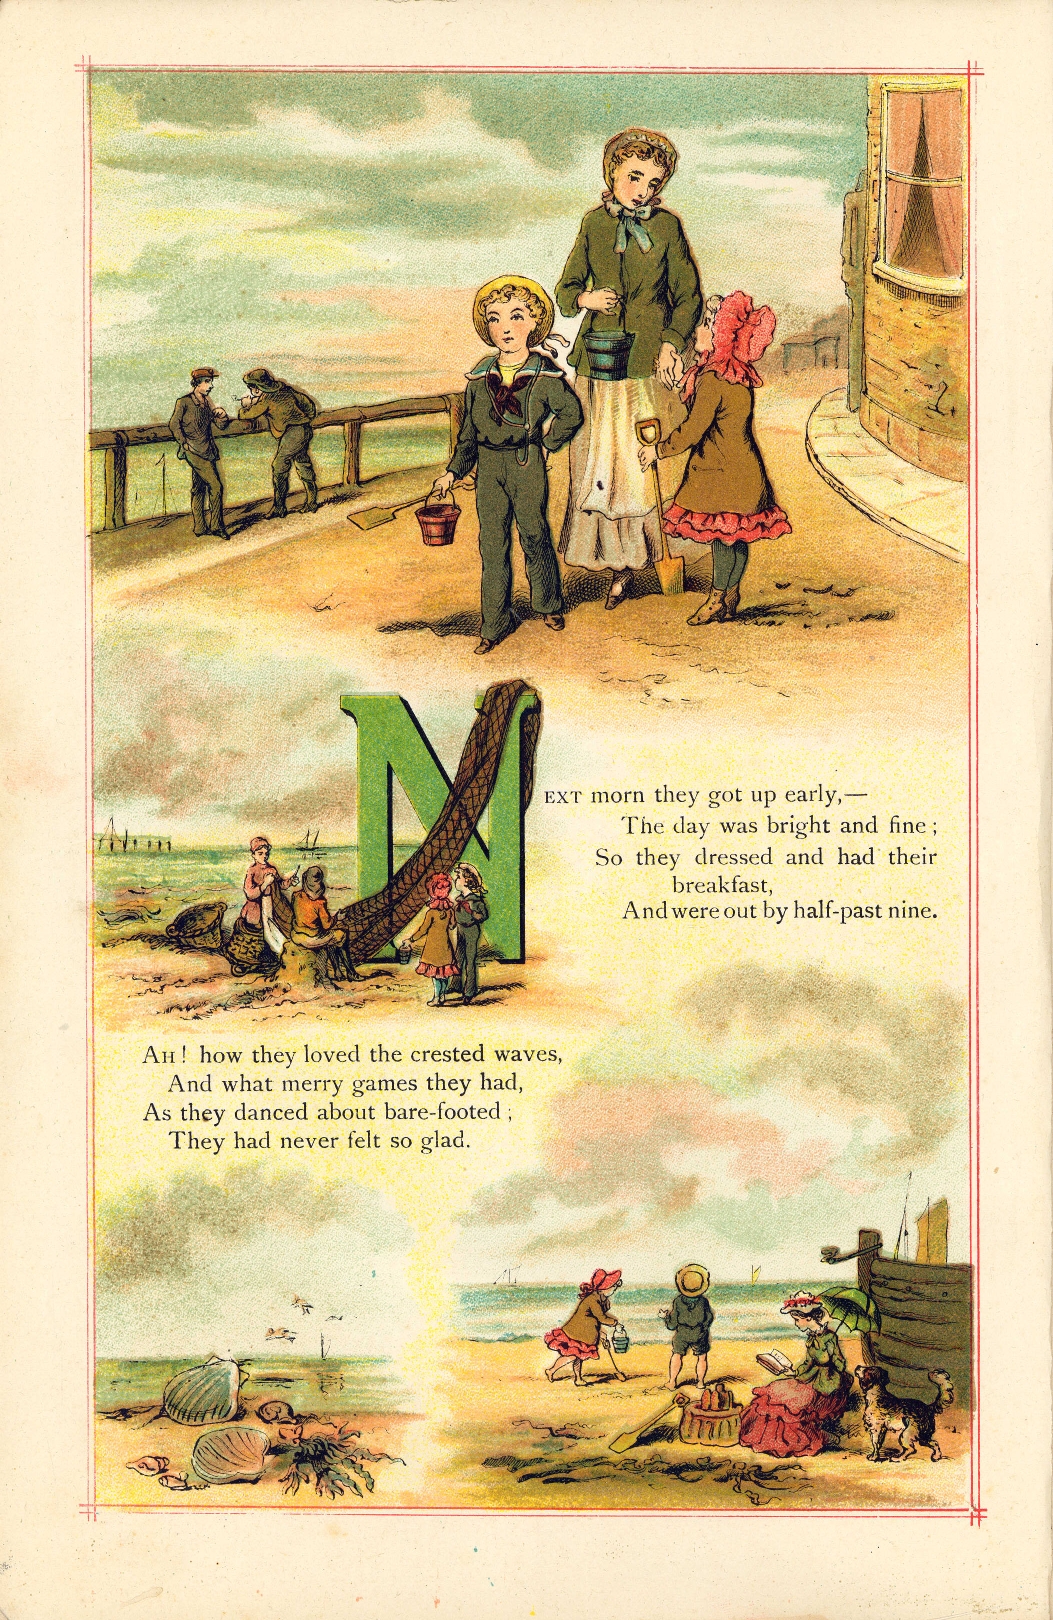 NEXT morn they got up early,—
The day was bright and fine;
So they dressed and had their
breakfast,
And were out by half-past nine.
AH! how they loved the crested waves,
And what merry games they had,
As they danced about bare-footed;
They had never felt so glad.